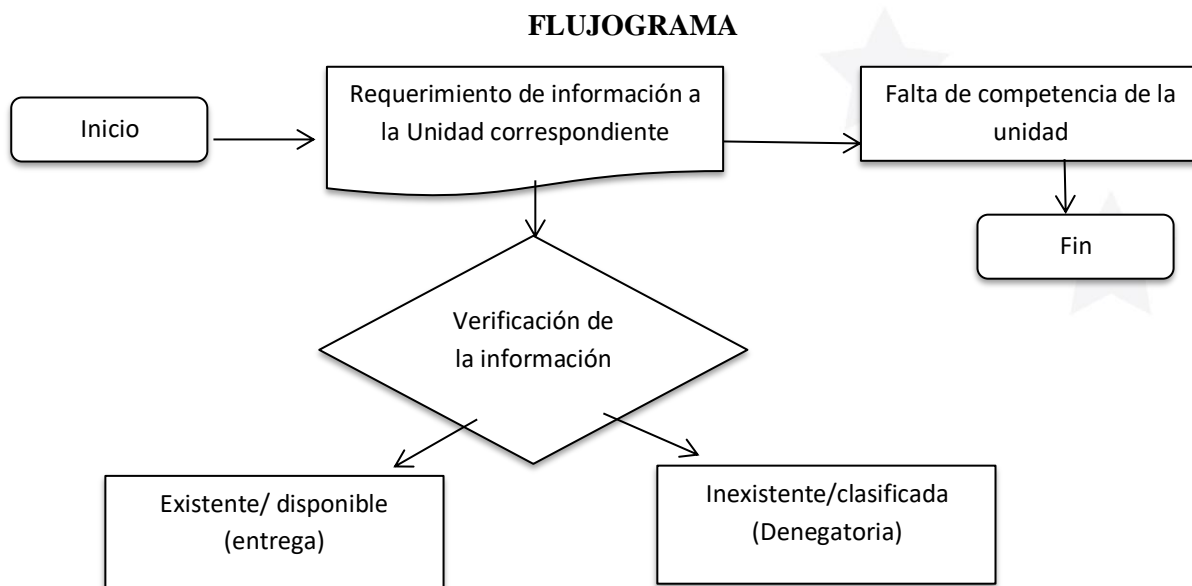 FLUJOGRAMA
Inicio
Requerimiento de información a
la Unidad correspondiente
Falta de competencia de la
unidad
Fin
Verificación de
la información
Existente/ disponible
(entrega)
Inexistente/clasificada
(Denegatoria)